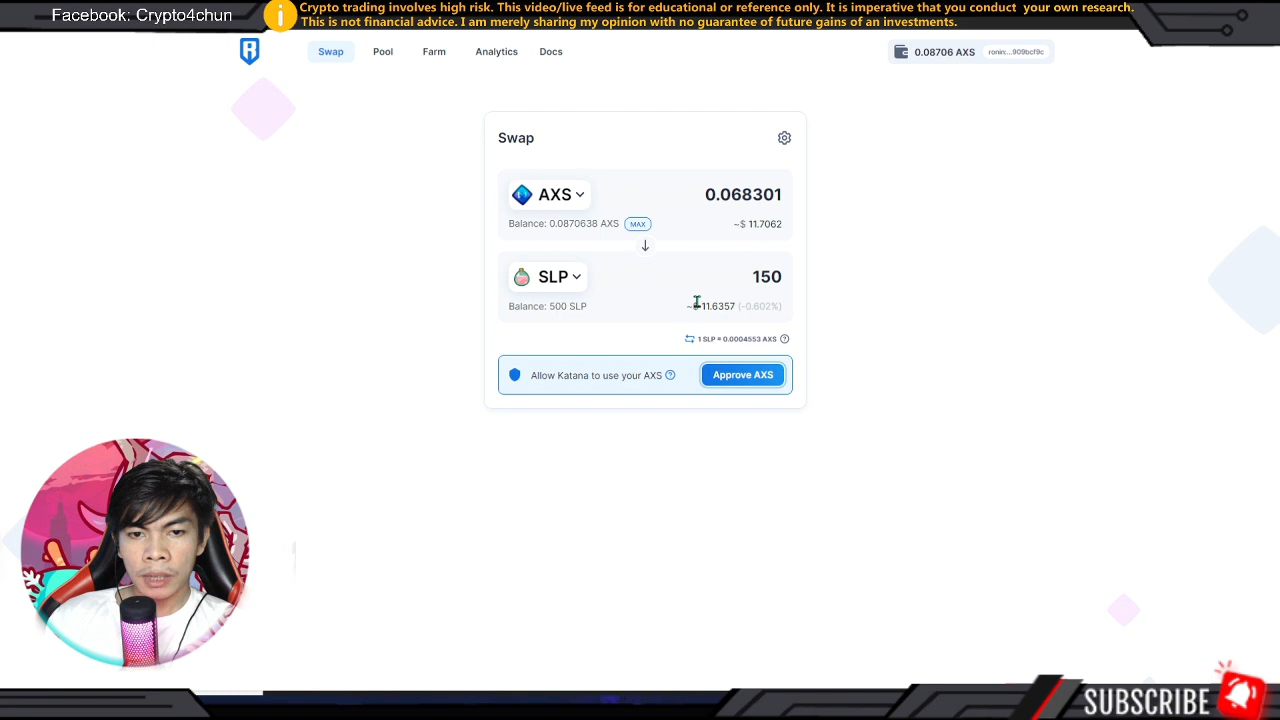 Facebook: Crypto4chun
Crypto trading involves high risk. This video/live feed is for educational or reference only. It is imperative that you conduct your own research.
This is not financial advice. I am merely sharing my opinion with no guarantee of future gains of an investments.
Swap
Pool
Farm
Analytics
Docs
0.08706 AXS
ronin:...909bcf9c
Swap
AXS
0.068301
Balance: 0.0870638 AXS
MAX
~$ 11.7062
SLP
150
Balance: 500 SLP
11.6357 (-0.602%)
1 SLP = 0.0004553 AXS
Allow Katana to use your AXS
Approve AXS
SUBSCRIBE